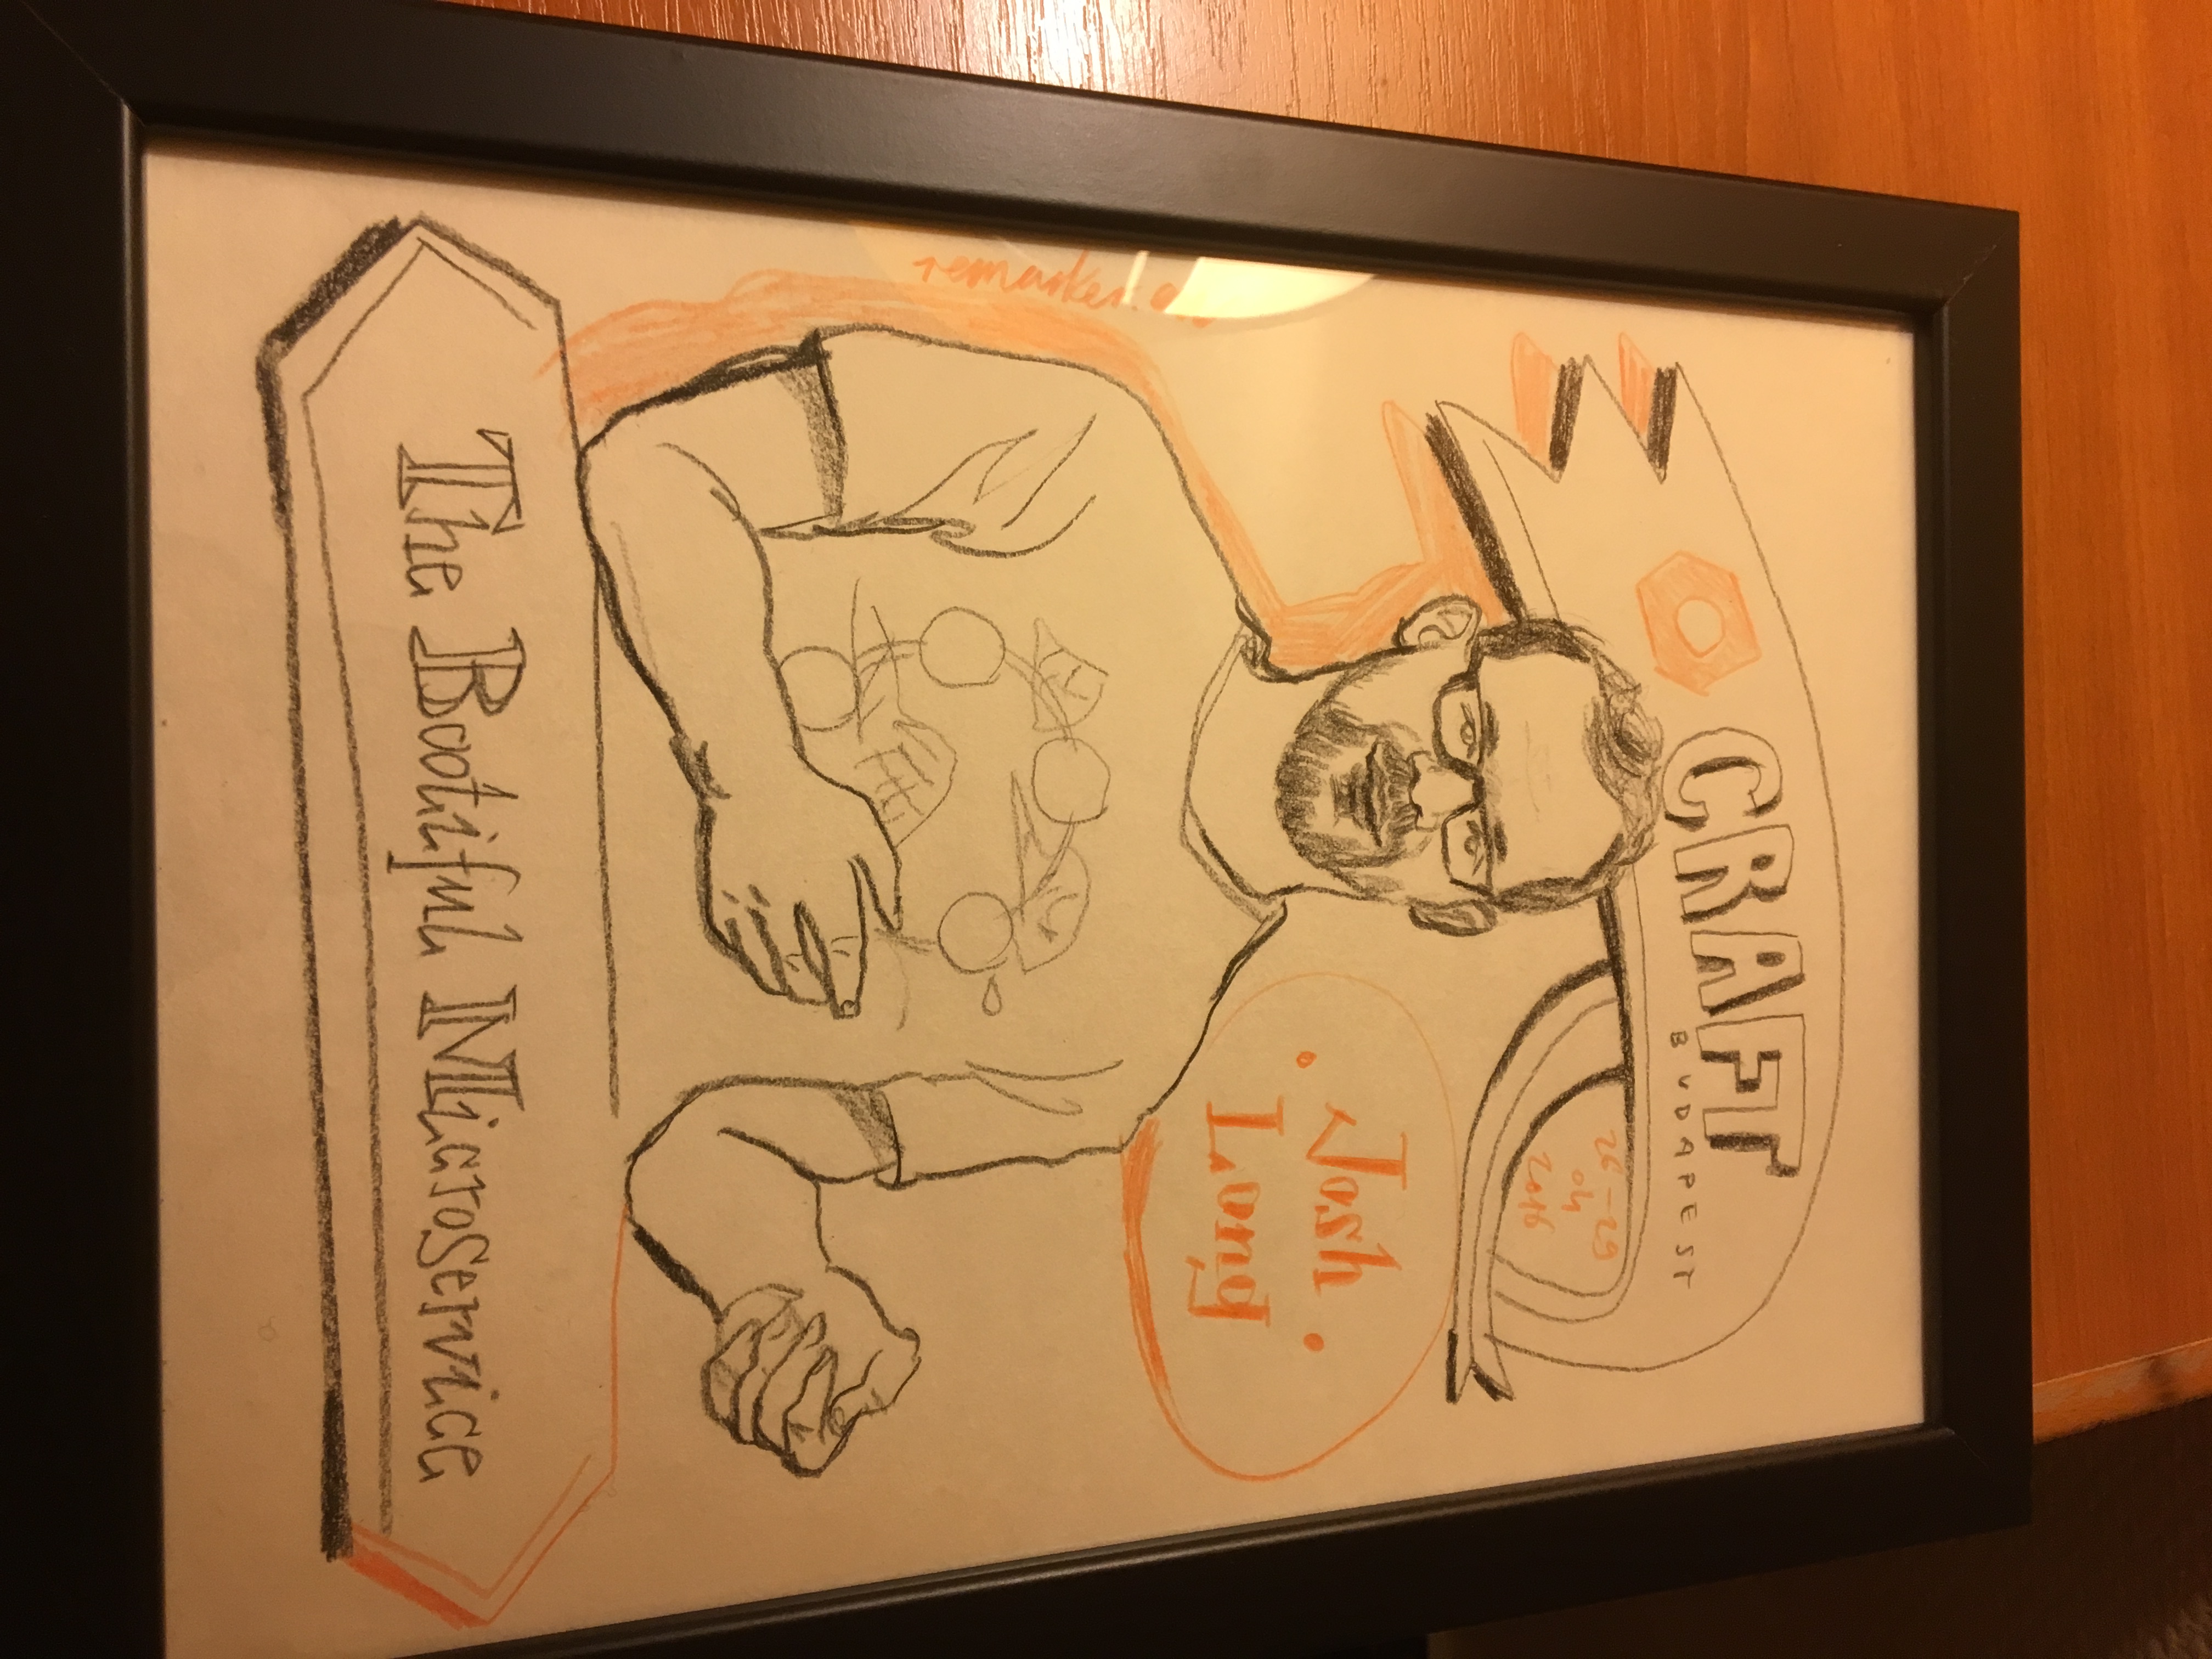 CRAFT
BUDAPEST
26-29
04
2016
· Josh ·
Long
The Bootiful Microservice